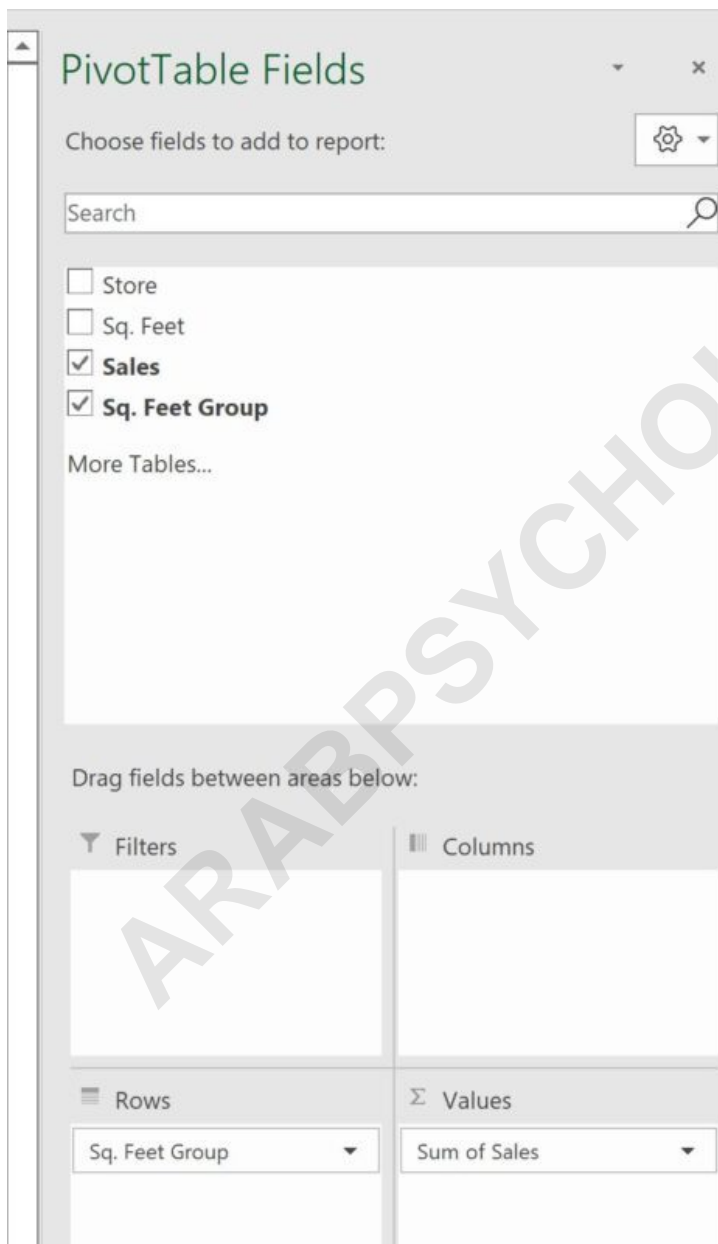 PivotTable Fields
Choose fields to add to report:
Search
Store
Sq. Feet
Sales
Sq. Feet Group
More Tables...
Drag fields between areas below:
Filters
Columns
Rows
Σ Values
Sq. Feet Group
Sum of Sales
ARABPSYCHO